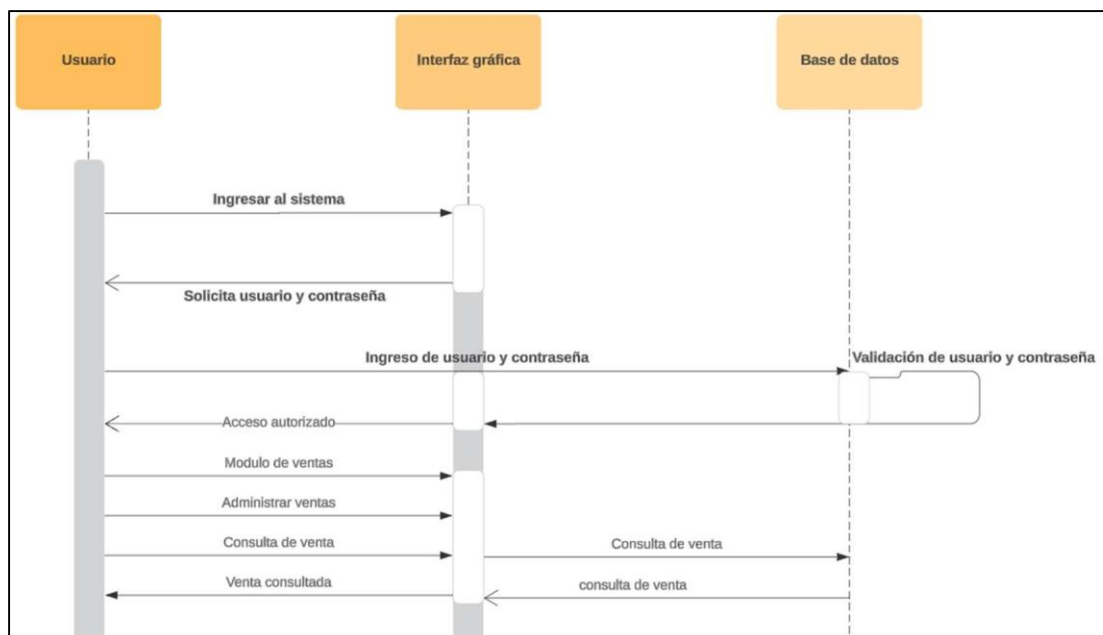 Usuario
Interfaz gráfica
Base de datos
Ingresar al sistema
Solicita usuario y contraseña
Ingreso de usuario y contraseña
Validación de usuario y contraseña
Acceso autorizado
Modulo de ventas
Administrar ventas
Consulta de venta
Consulta de venta
Venta consultada
consulta de venta